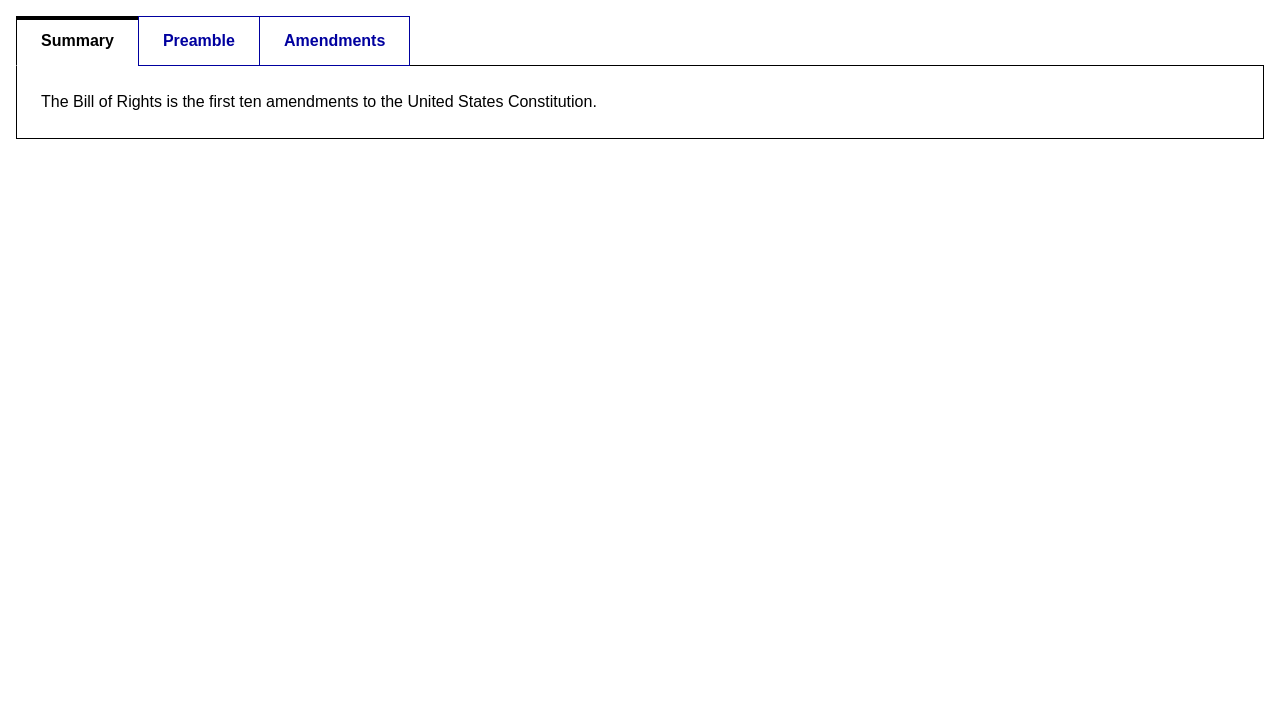 Summary Preamble Amendments
The Bill of Rights is the first ten amendments to the United States Constitution.